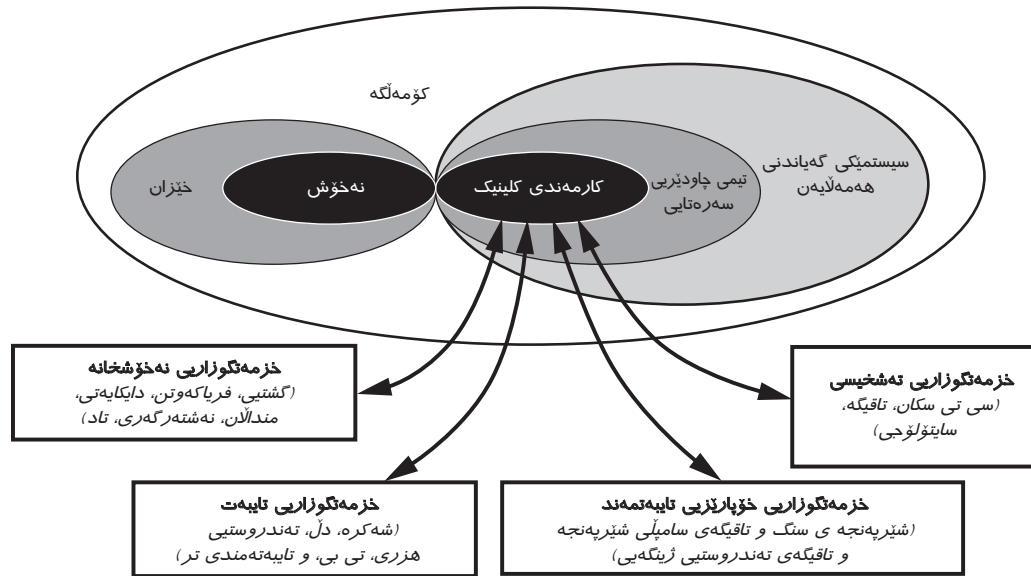 کۆمەڵگە
سیستمێکی گەیاندنی
هەمەلایەن
تیمی چاودێریی
سەرەتایی
کارمەندی کلینیک
نەخۆش
خێزان
خزمەتگوزاریی تەشخیسی
(سی تی سکان، تاقیگە،
سایتۆلۆجی)
خزمەتگوزاریی نەخۆشخانە
(گشتیی، فریاکەوتن، دایکایەتی،
منداڵان، نەشتەرگەری، تاد)
خزمەتگوزاریی خۆپارێزیی تایبەتمەند
(شێرپەنجە ی سنگ و تاقیگەی سامپڵی شێرپەنجە
و تاقیگەی تەندروستیی ژینگەیی)
خزمەتگوزاریی تایبەت
(شەکرە، دڵ، تەندروستیی
هزری، تی بی، و تایبەتەمەندی تر)